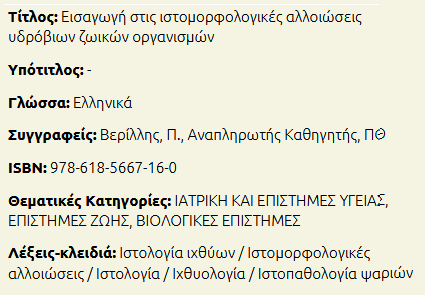 Τίτλος: Εισαγωγή στις ιστομορφολογικές αλλοιώσεις
υδρόβιων ζωικών οργανισμών
Υπότιτλος: -
Γλώσσα: Ελληνικά
Συγγραφείς: Βερίλλης, Π., Αναπληρωτής Καθηγητής, ΠΘ
ISBN: 978-618-5667-16-0
Θεματικές Κατηγορίες: ΙΑΤΡΙΚΗ ΚΑΙ ΕΠΙΣΤΗΜΕΣ ΥΓΕΙΑΣ,
ΕΠΙΣΤΗΜΕΣ ΖΩΗΣ, ΒΙΟΛΟΓΙΚΕΣ ΕΠΙΣΤΗΜΕΣ
Λέξεις-κλειδιά: Ιστολογία ιχθύων / Ιστομορφολογικές
αλλοιώσεις / Ιστολογία / Ιχθυολογία / Ιστοπαθολογία ψαριών